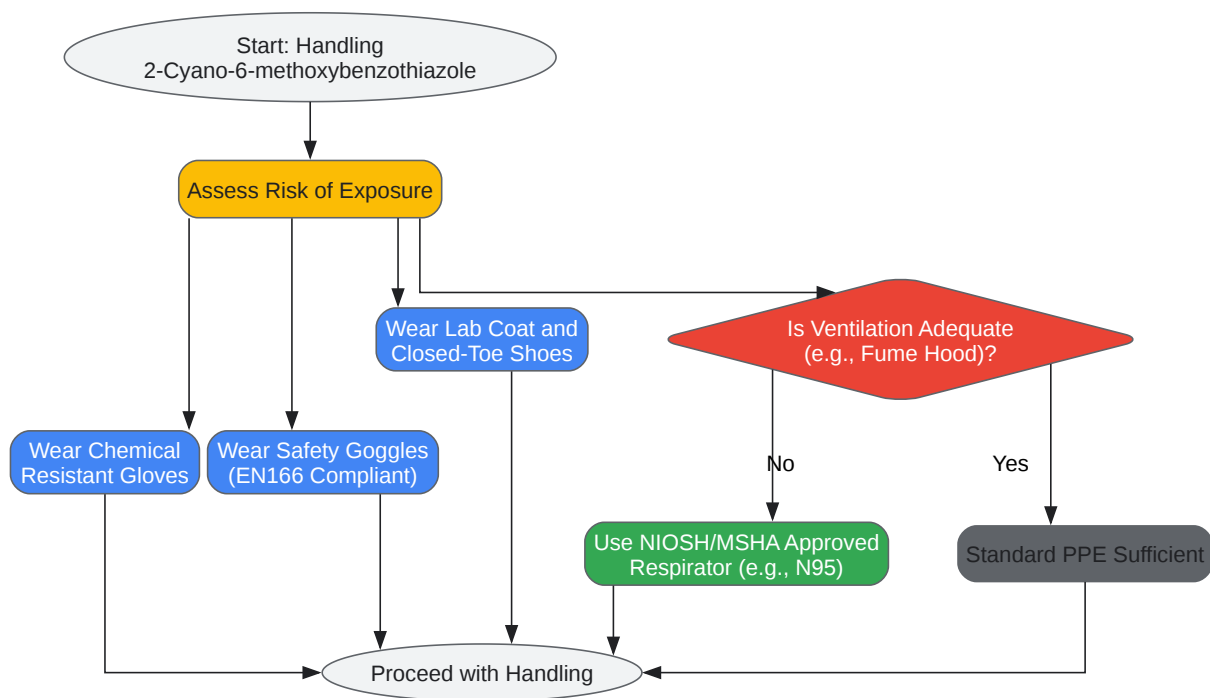 Start: Handling
2-Cyano-6-methoxybenzothiazole
Assess Risk of Exposure
Wear Lab Coat and
Closed-Toe Shoes
Is Ventilation Adequate
(e.g., Fume Hood)?
Wear Chemical
Resistant Gloves
Wear Safety Goggles
(EN166 Compliant)
No
Yes
Use NIOSH/MSHA Approved
Respirator (e.g., N95)
Standard PPE Sufficient
Proceed with Handling